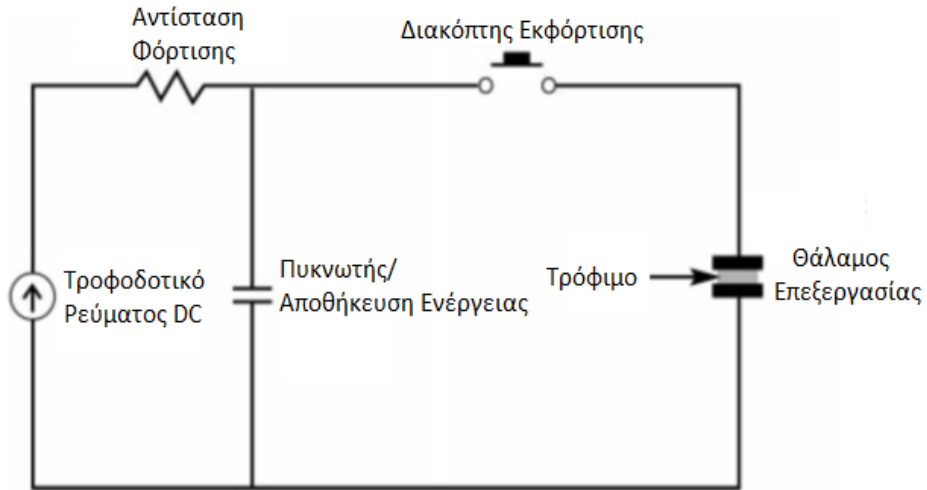 Αντίσταση
Φόρτισης
Διακόπτης Εκφόρτισης
Τροφοδοτικό
Ρεύματος DC
Πυκνωτής/
Αποθήκευση Ενέργειας
Τρόφιμο
Θάλαμος
Επεξεργασίας